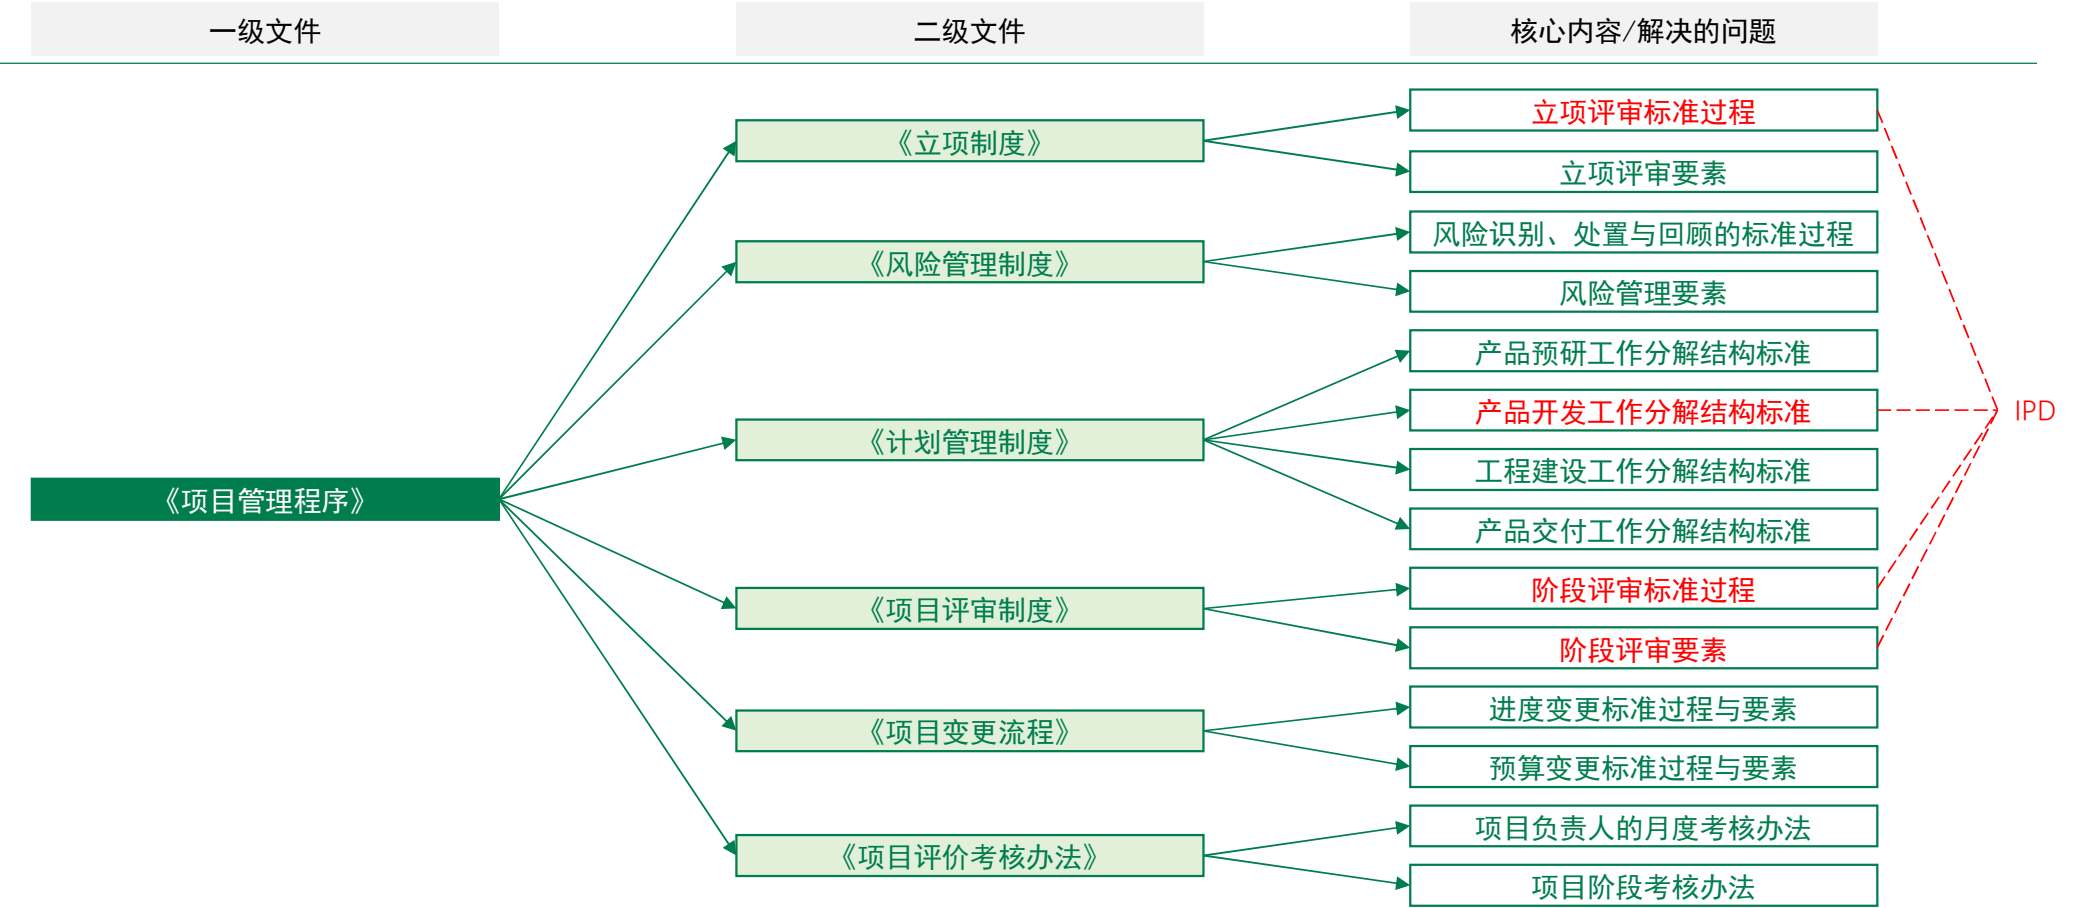 一级文件
二级文件
核心内容/解决的问题
《项目管理程序》
《立项制度》
《风险管理制度》
《计划管理制度》
《项目评审制度》
《项目变更流程》
《项目评价考核办法》
立项评审标准过程
立项评审要素
风险识别、处置与回顾的标准过程
风险管理要素
产品预研工作分解结构标准
产品开发工作分解结构标准
工程建设工作分解结构标准
产品交付工作分解结构标准
阶段评审标准过程
阶段评审要素
进度变更标准过程与要素
预算变更标准过程与要素
项目负责人的月度考核办法
项目阶段考核办法
IPD